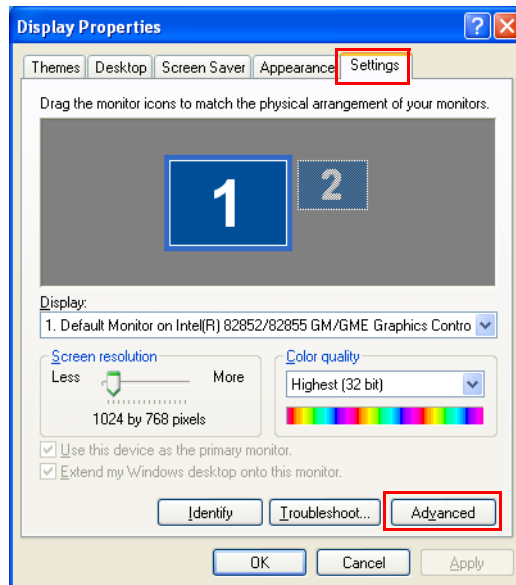 Display Properties
Themes Desktop Screen Saver Appearance Settings
Drag the monitor icons to match the physical arrangement of your monitors.
1 2
Display:
1. Default Monitor on Intel(R) 82852/82855 GM/GME Graphics Contro
Screen resolution
Less More
1024 by 768 pixels
Color quality
Highest (32 bit)
Use this device as the primary monitor.
Extend my Windows desktop onto this monitor.
Identify Troubleshoot... Advanced
OK Cancel Apply